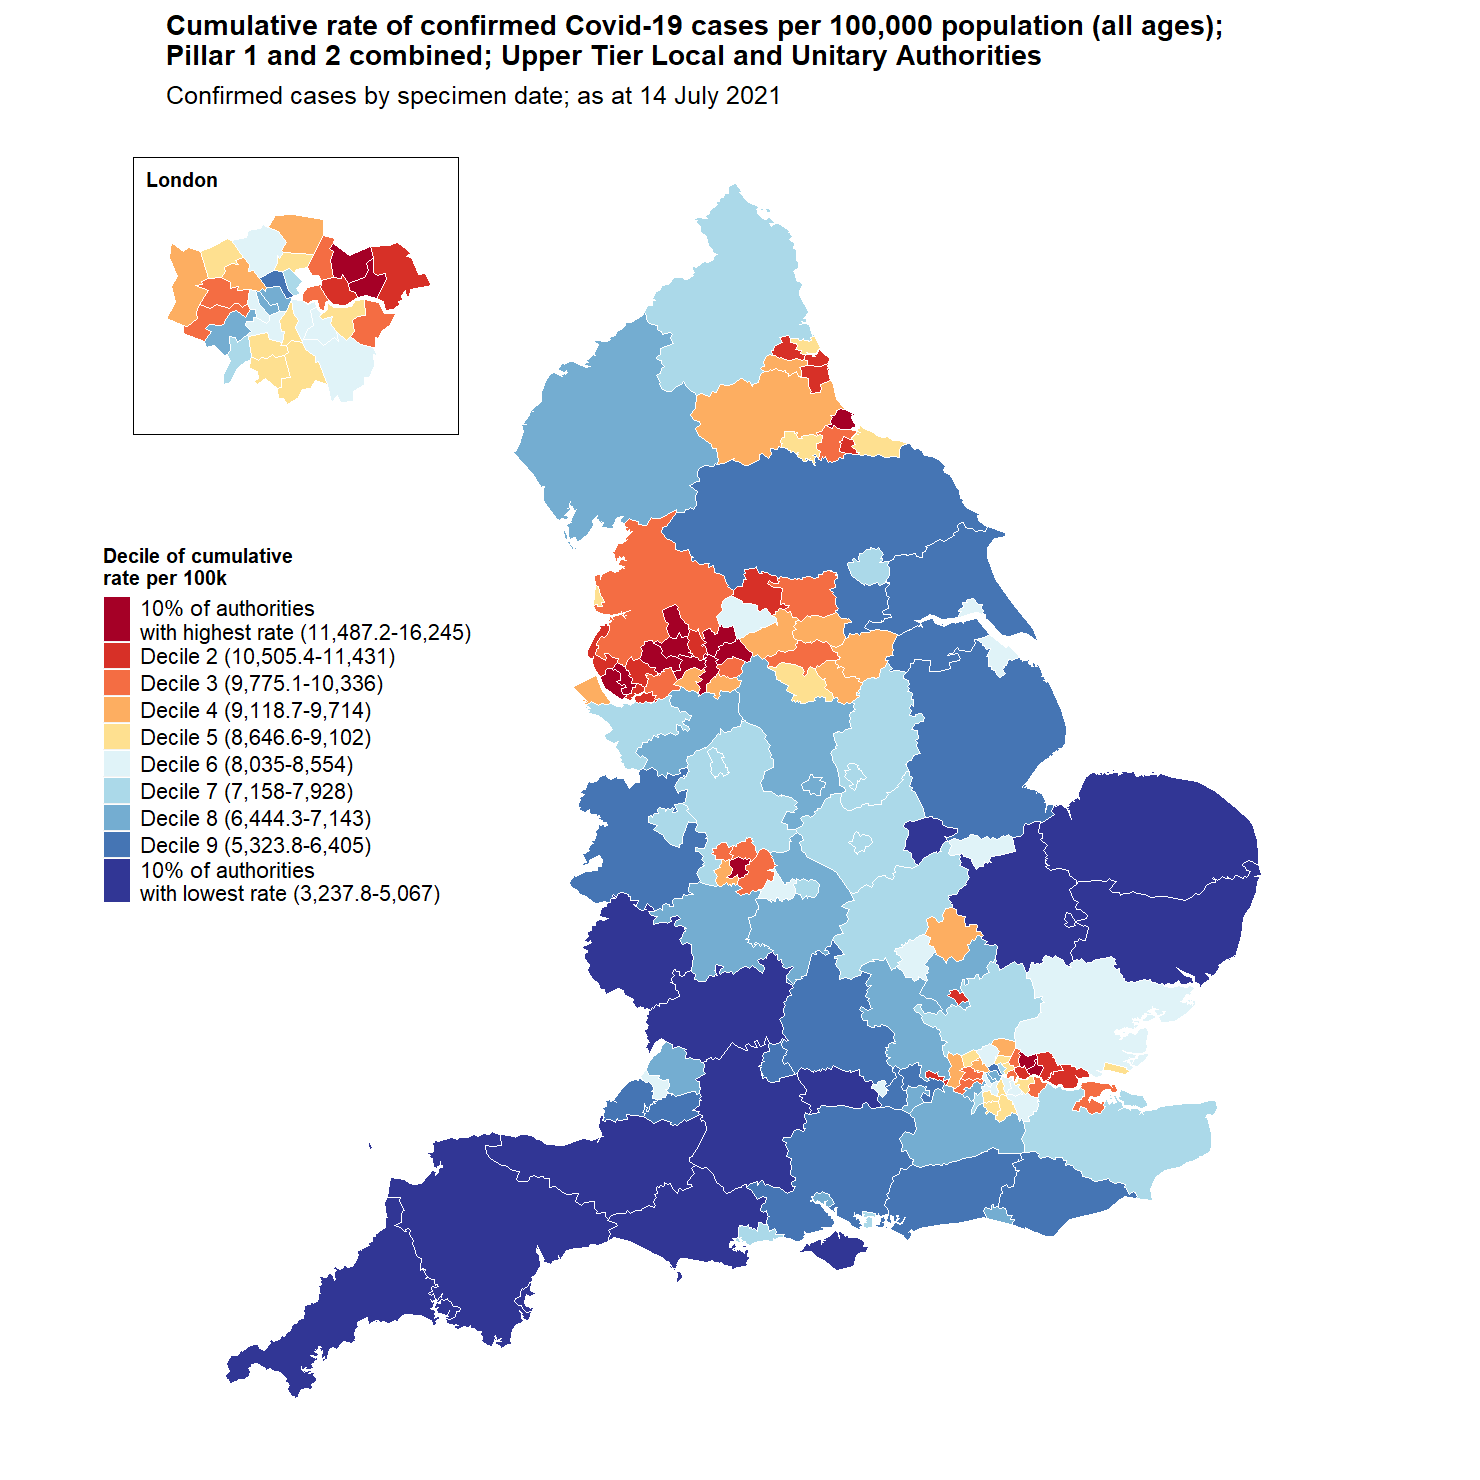 Cumulative rate of confirmed Covid-19 cases per 100,000 population (all ages);
Pillar 1 and 2 combined; Upper Tier Local and Unitary Authorities
Confirmed cases by specimen date; as at 14 July 2021
London
Decile of cumulative
rate per 100k
10% of authorities
with highest rate (11,487.2-16,245)
Decile 2 (10,505.4-11,431)
Decile 3 (9,775.1-10,336)
Decile 4 (9,118.7-9,714)
Decile 5 (8,646.6-9,102)
Decile 6 (8,035-8,554)
Decile 7 (7,158-7,928)
Decile 8 (6,444.3-7,143)
Decile 9 (5,323.8-6,405)
10% of authorities
with lowest rate (3,237.8-5,067)